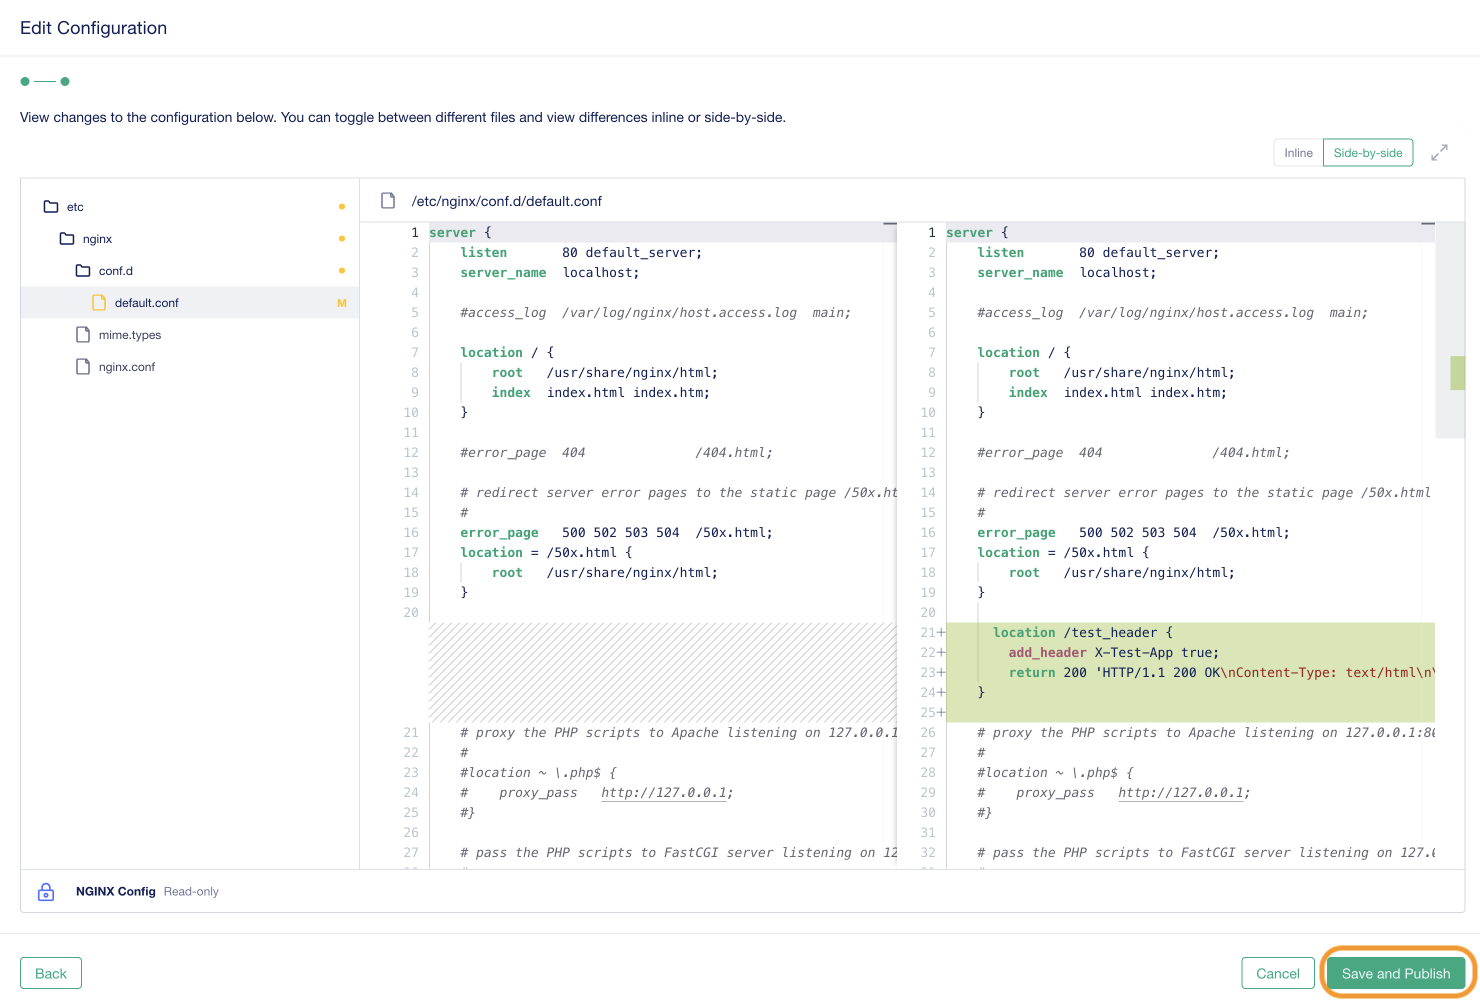 Edit Configuration
View changes to the configuration below. You can toggle between different files and view differences inline or side-by-side.
Inline Side-by-side
etc
nginx
conf.d
default.conf M
mime.types
nginx.conf
/etc/nginx/conf.d/default.conf
1 server {
2     listen       80 default_server;
3     server_name  localhost;
4
5     #access_log  /var/log/nginx/host.access.log  main;
6
7     location / {
8         root   /usr/share/nginx/html;
9         index  index.html index.htm;
10     }
11
12     #error_page  404              /404.html;
13
14     # redirect server error pages to the static page /50x.ht
15     #
16     error_page   500 502 503 504  /50x.html;
17     location = /50x.html {
18         root   /usr/share/nginx/html;
19     }
20
21     # proxy the PHP scripts to Apache listening on 127.0.0.1
22     #
23     #location ~ \.php$ {
24     #    proxy_pass   http://127.0.0.1;
25     #}
26
27     # pass the PHP scripts to FastCGI server listening on 12
1 server {
2     listen       80 default_server;
3     server_name  localhost;
4
5     #access_log  /var/log/nginx/host.access.log  main;
6
7     location / {
8         root   /usr/share/nginx/html;
9         index  index.html index.htm;
10     }
11
12     #error_page  404              /404.html;
13
14     # redirect server error pages to the static page /50x.html
15     #
16     error_page   500 502 503 504  /50x.html;
17     location = /50x.html {
18         root   /usr/share/nginx/html;
19     }
20
21+       location /test_header {
22+         add_header X-Test-App true;
23+         return 200 'HTTP/1.1 200 OK\nContent-Type: text/html\n\
24+     }
25+
26     # proxy the PHP scripts to Apache listening on 127.0.0.1:80
27     #
28     #location ~ \.php$ {
29     #    proxy_pass   http://127.0.0.1;
30     #}
31
32     # pass the PHP scripts to FastCGI server listening on 127.0
NGINX Config Read-only
Back
Cancel
Save and Publish